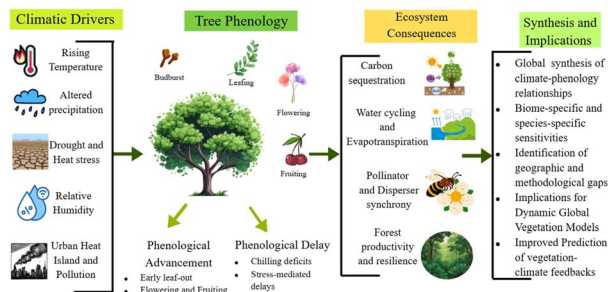 Climatic Drivers
Rising
Temperature
Altered
precipitation
Drought and
Heat stress
Relative
Humidity
Urban Heat
Island and
Pollution
Tree Phenology
Budburst
Leafing
Flowering
Fruiting
Phenological
Advancement
• Early leaf-out
• Flowering and Fruiting
Phenological Delay
• Chilling deficits
• Stress-mediated
delays
Ecosystem
Consequences
Carbon
sequestration
Water cycling
and
Evapotranspiration
Pollinator
and Disperser
synchrony
Forest
productivity
and resilience
Synthesis and
Implications
• Global synthesis of
climate-phenology
relationships
• Biome-specific and
species-specific
sensitivities
• Identification of
geographic and
methodological gaps
• Implications for
Dynamic Global
Vegetation Models
• Improved Prediction
of vegetation-
climate feedbacks